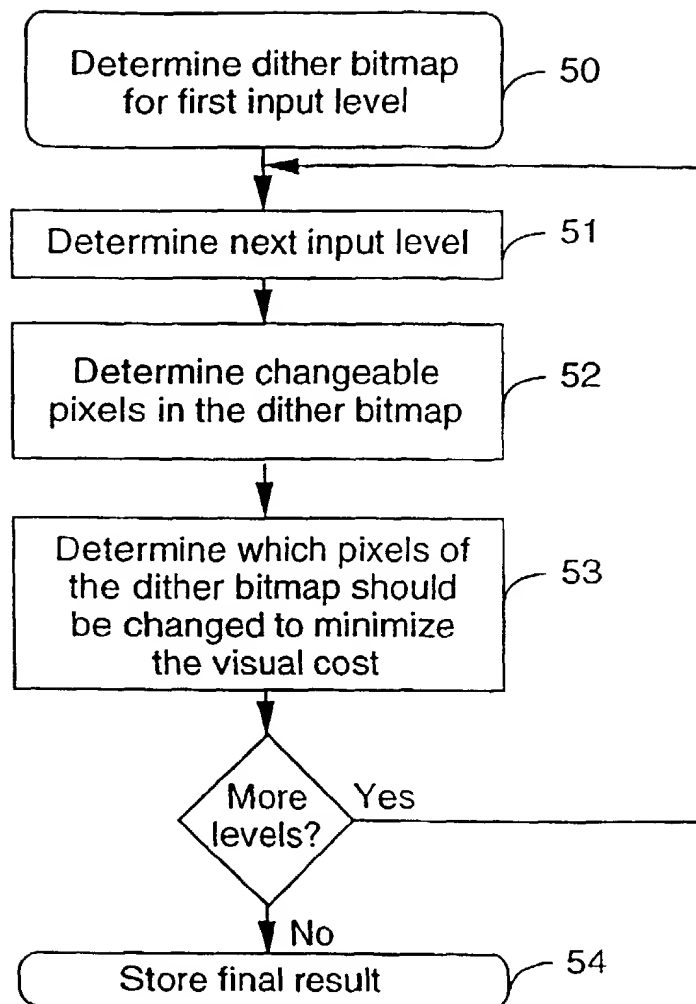 Determine dither bitmap
for first input level
50
Determine next input level
51
Determine changeable
pixels in the dither bitmap
52
Determine which pixels of
the dither bitmap should
be changed to minimize
the visual cost
53
More
levels?
Yes
No
Store final result
54